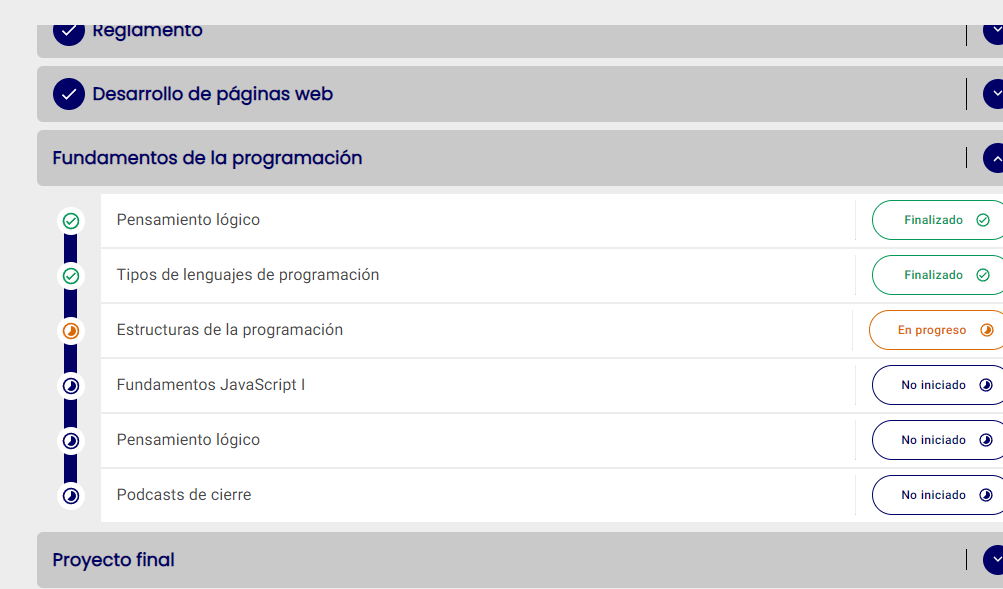 Reglamento
Desarrollo de páginas web
Fundamentos de la programación
Pensamiento lógico Finalizado
Tipos de lenguajes de programación Finalizado
Estructuras de la programación En progreso
Fundamentos JavaScript I No iniciado
Pensamiento lógico No iniciado
Podcasts de cierre No iniciado
Proyecto final